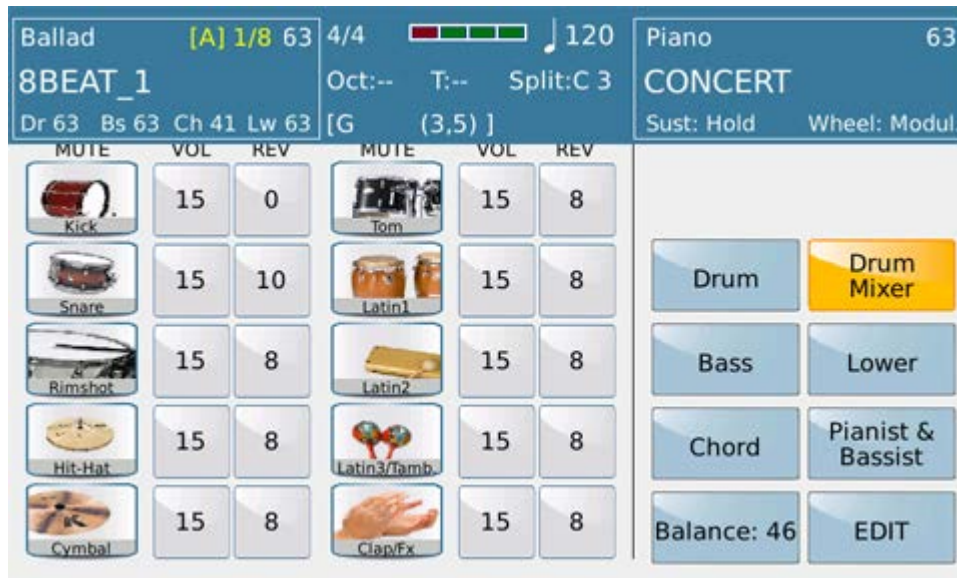 Ballad [A] 1/8 63
8BEAT_1
Dr 63 Bs 63 Ch 41 Lw 63
4/4 120
Oct:-- T:-- Split:C 3
[G (3,5) ]
Piano 63
CONCERT
Sust: Hold Wheel: Modul.
MUTE VOL REV MUTE VOL REV
Kick 15 0 Tom 15 8
Snare 15 10 Latin1 15 8
Rimshot 15 8 Latin2 15 8
Hit-Hat 15 8 Latin3/Tamb. 15 8
K
Cymbal 15 8 Clap/Fx 15 8
Drum
Drum
Mixer
Bass
Lower
Chord
Pianist &
Bassist
Balance: 46
EDIT